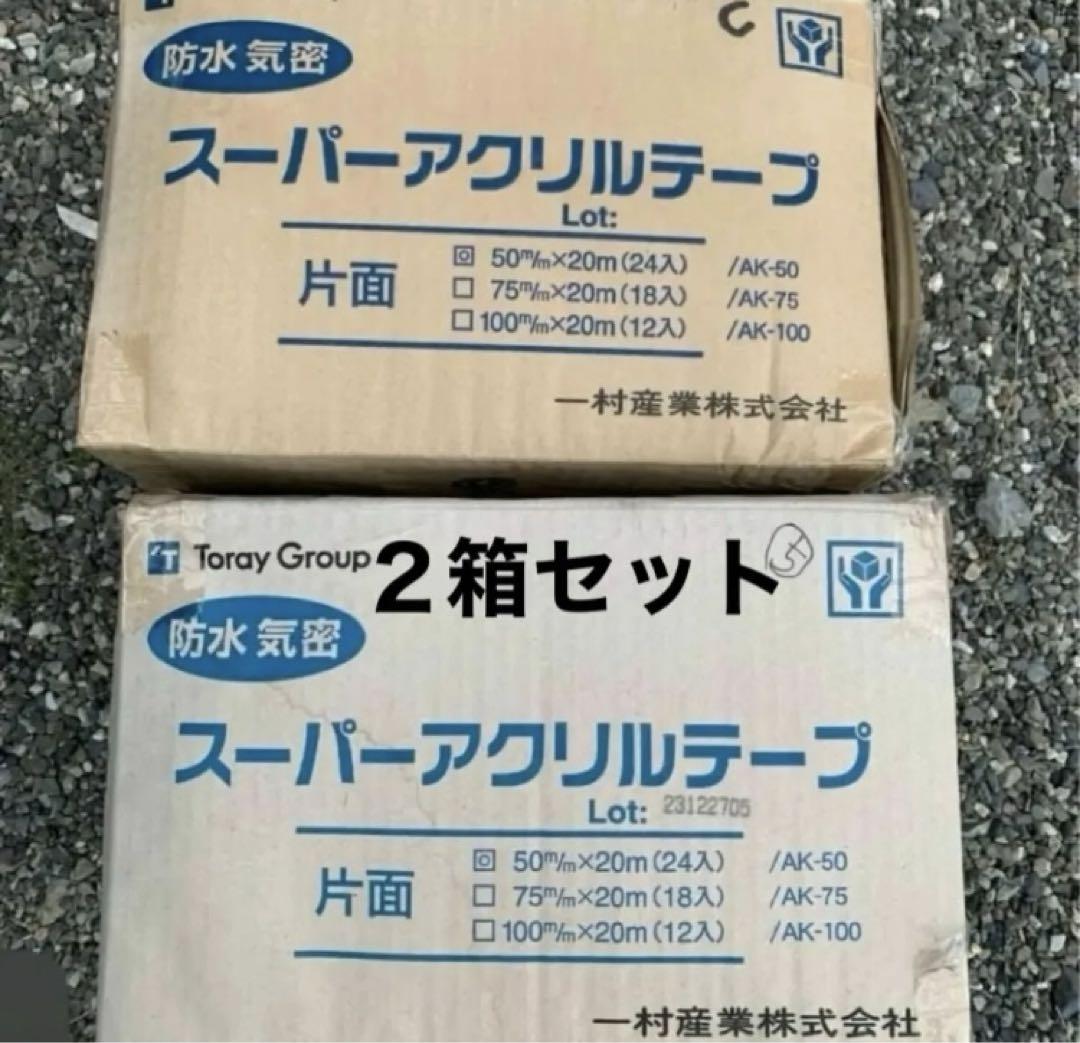 C
防水 気密
スーパーアクリルテープ
Lot:
片面
50m/m×20m(24入) /AK-50
75m/m×20m(18入) /AK-75
100m/m×20m(12入) /AK-100
一村産業株式会社
Toray Group
2箱セット
防水 気密
スーパーアクリルテープ
Lot: 23122705
片面
50m/m×20m(24入) /AK-50
75m/m×20m(18入) /AK-75
100m/m×20m(12入) /AK-100
一村産業株式会社